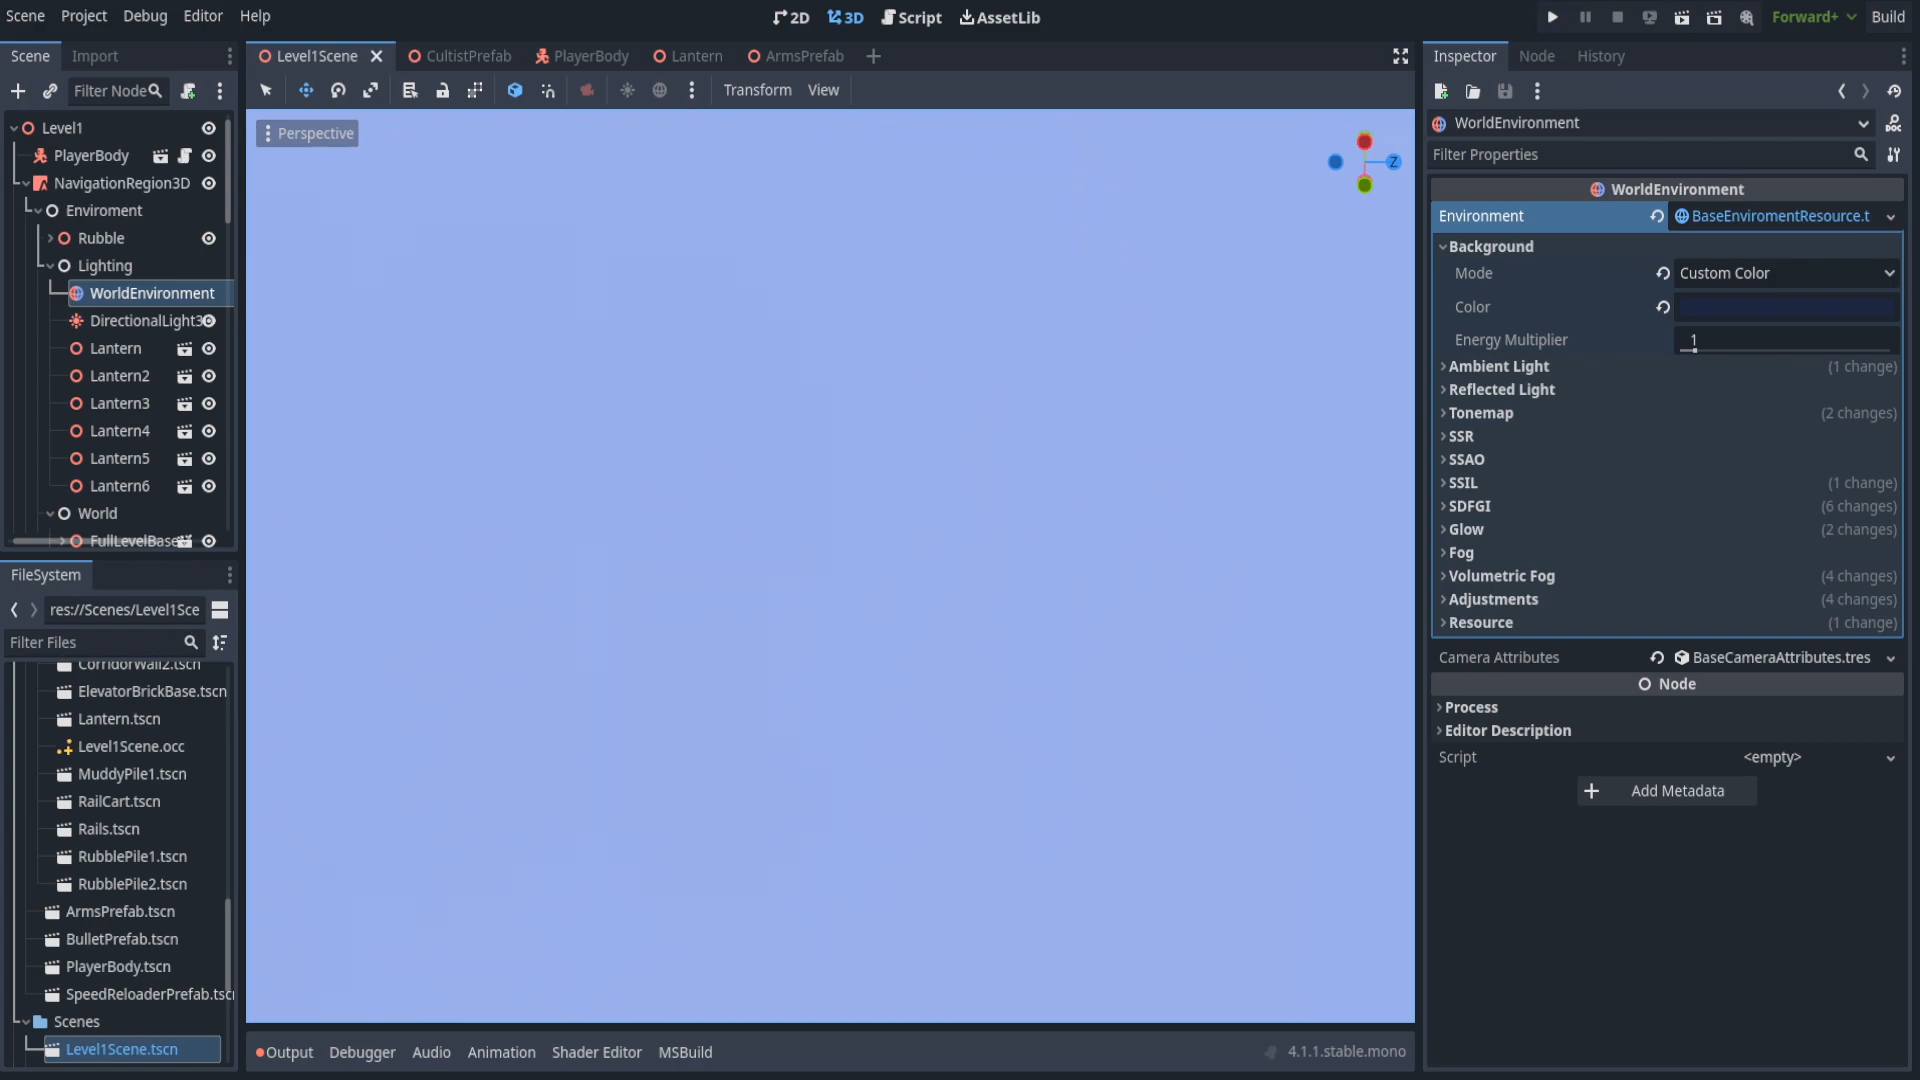 Scene Project Debug Editor Help
2D 3D Script AssetLib
Forward+ Build
Scene Import
Filter Node
Level1
PlayerBody
NavigationRegion3D
Enviroment
Rubble
Lighting
WorldEnvironment
DirectionalLight3
Lantern
Lantern2
Lantern3
Lantern4
Lantern5
Lantern6
World
FullLevelBase
FileSystem
res://Scenes/Level1Sce
Filter Files
CorridorWall2.tscn
ElevatorBrickBase.tscn
Lantern.tscn
Level1Scene.occ
MuddyPile1.tscn
RailCart.tscn
Rails.tscn
RubblePile1.tscn
RubblePile2.tscn
ArmsPrefab.tscn
BulletPrefab.tscn
PlayerBody.tscn
SpeedReloaderPrefab.tscn
Scenes
Level1Scene.tscn
Level1Scene CultistPrefab PlayerBody Lantern ArmsPrefab
Transform View
Perspective
Z
Output Debugger Audio Animation Shader Editor MSBuild
4.1.1.stable.mono
Inspector Node History
WorldEnvironment
Filter Properties
WorldEnvironment
Environment BaseEnviromentResource.t
Background
Mode Custom Color
Color
Energy Multiplier 1
Ambient Light (1 change)
Reflected Light
Tonemap (2 changes)
SSR
SSAO
SSIL (1 change)
SDFGI (6 changes)
Glow (2 changes)
Fog
Volumetric Fog (4 changes)
Adjustments (4 changes)
Resource (1 change)
Camera Attributes BaseCameraAttributes.tres
Node
Process
Editor Description
Script <empty>
Add Metadata